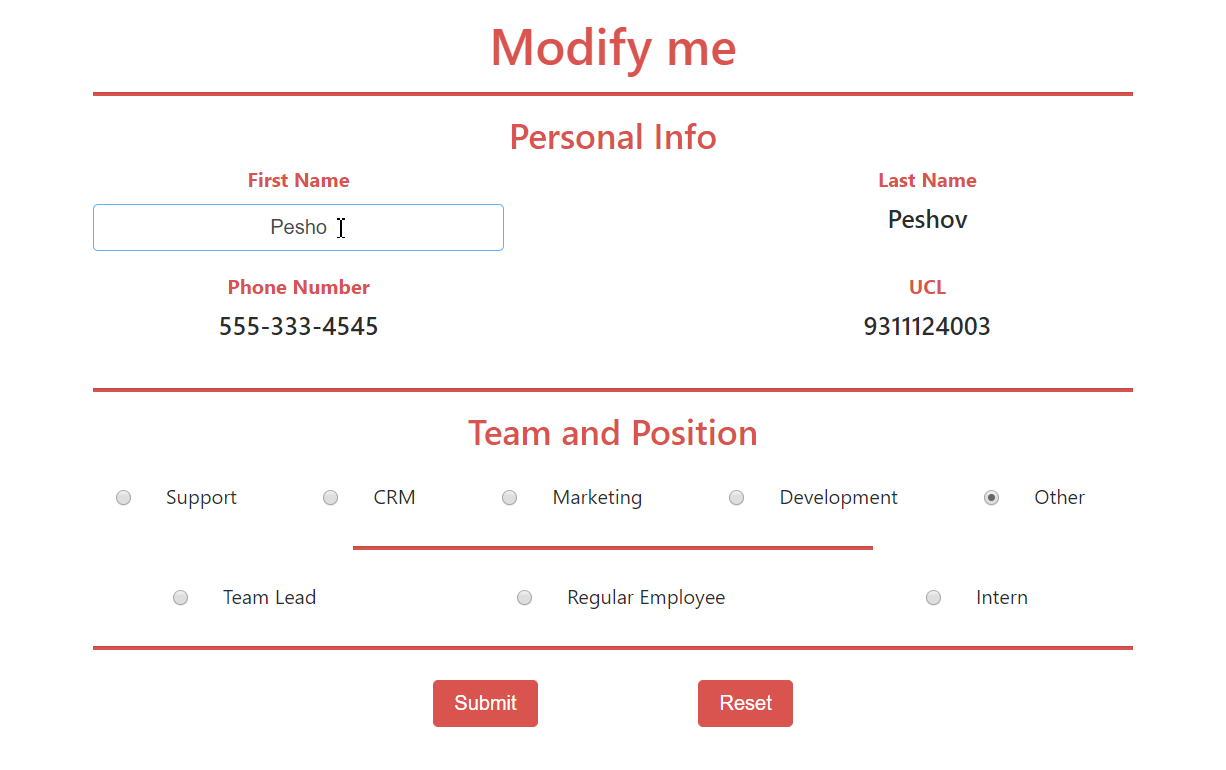 Modify me
Personal Info
First Name Last Name
Pesho Peshov
Phone Number UCL
555-333-4545 9311124003
Team and Position
Support CRM Marketing Development Other
Team Lead Regular Employee Intern
Submit Reset